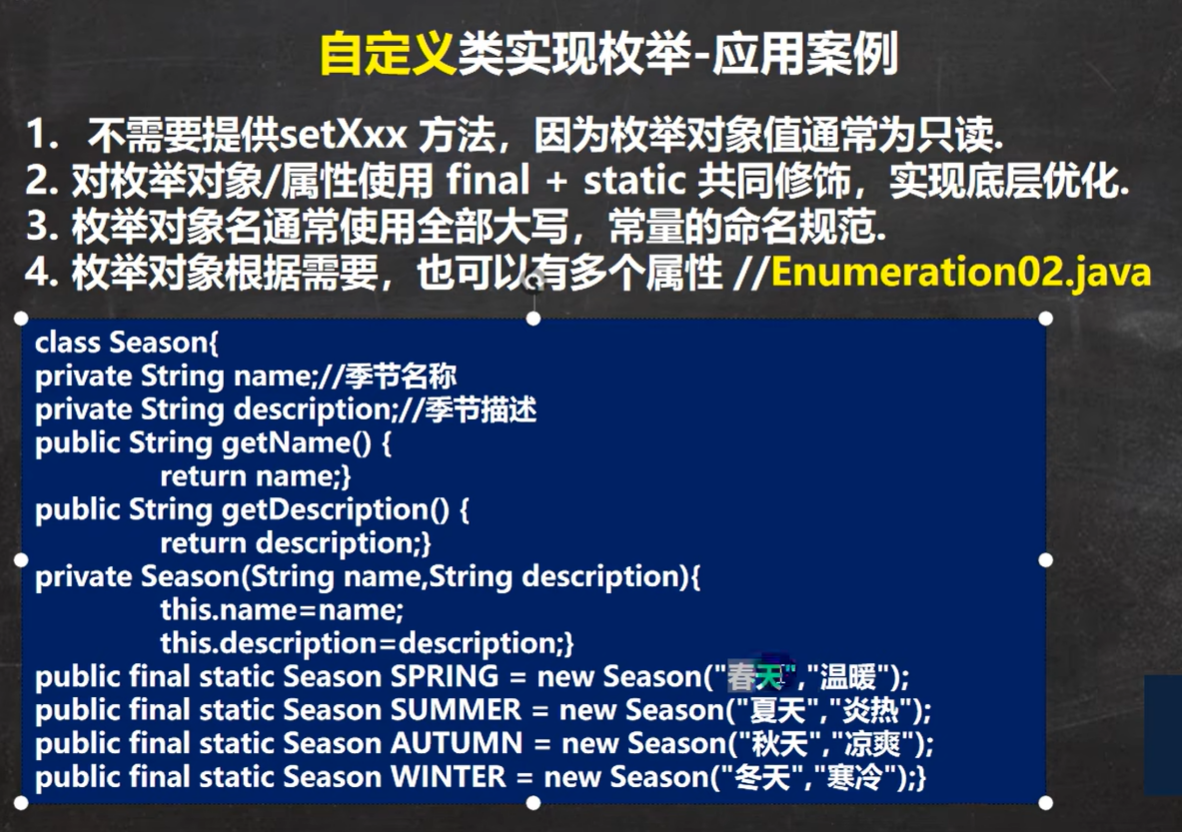 自定义类实现枚举-应用案例
1. 不需要提供setXxx 方法，因为枚举对象值通常为只读.
2. 对枚举对象/属性使用 final + static 共同修饰，实现底层优化.
3. 枚举对象名通常使用全部大写，常量的命名规范.
4. 枚举对象根据需要，也可以有多个属性 //Enumeration02.java
class Season{
private String name;//季节名称
private String description;//季节描述
public String getName() {
return name;}
public String getDescription() {
return description;}
private Season(String name,String description){
this.name=name;
this.description=description;}
public final static Season SPRING = new Season("春天","温暖");
public final static Season SUMMER = new Season("夏天","炎热");
public final static Season AUTUMN = new Season("秋天","凉爽");
public final static Season WINTER = new Season("冬天","寒冷");}